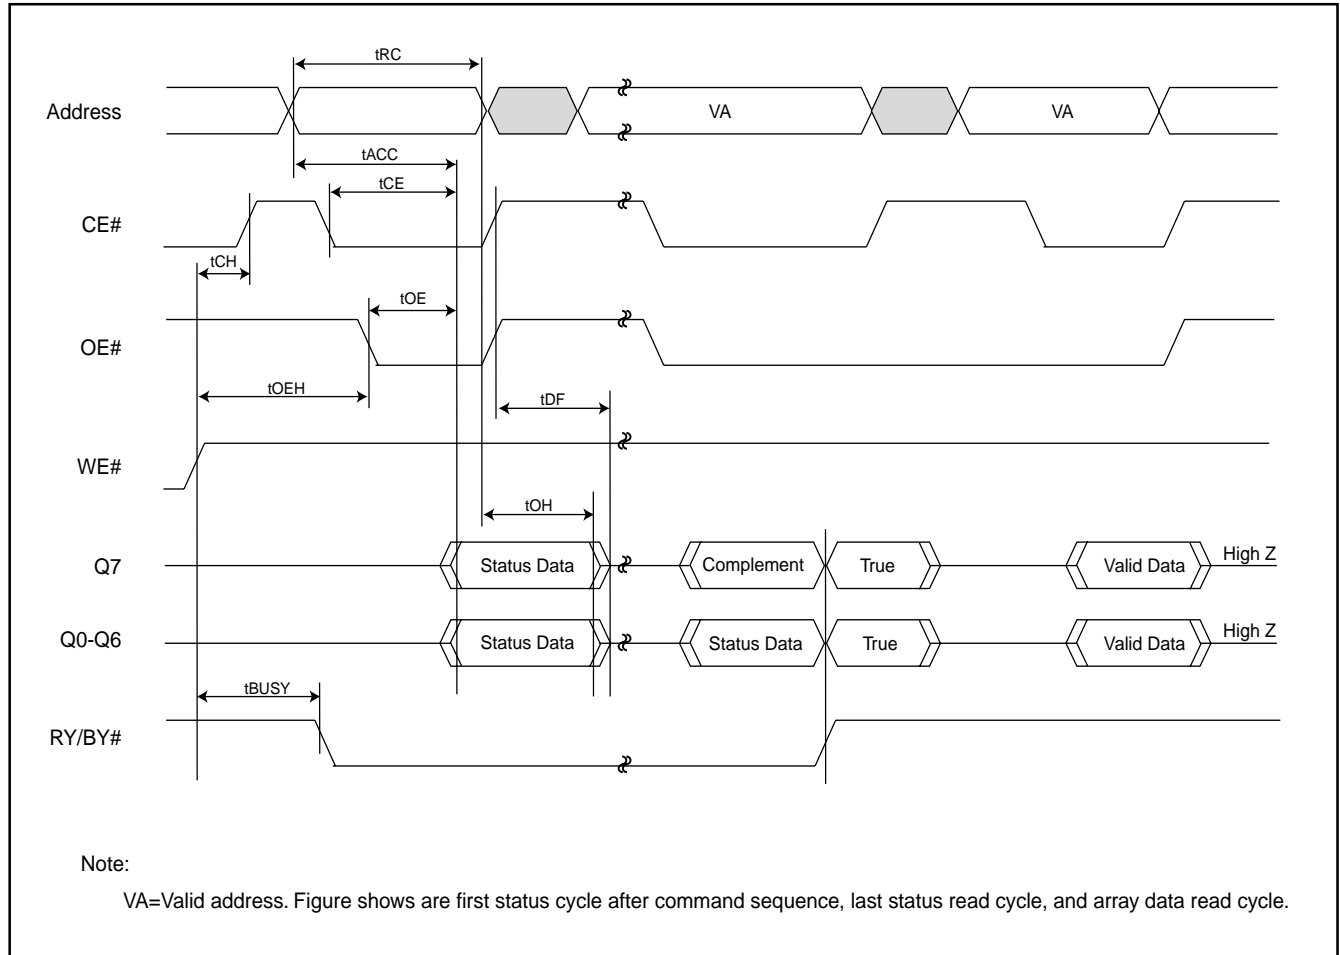 tRC
Address
VA
VA
tACC
tCE
CE#
tCH
tOE
OE#
tOEH
tDF
WE#
tOH
Q7
Status Data
Complement
True
Valid Data
High Z
Q0-Q6
Status Data
Status Data
True
Valid Data
High Z
tBUSY
RY/BY#
Note:
VA=Valid address. Figure shows are first status cycle after command sequence, last status read cycle, and array data read cycle.